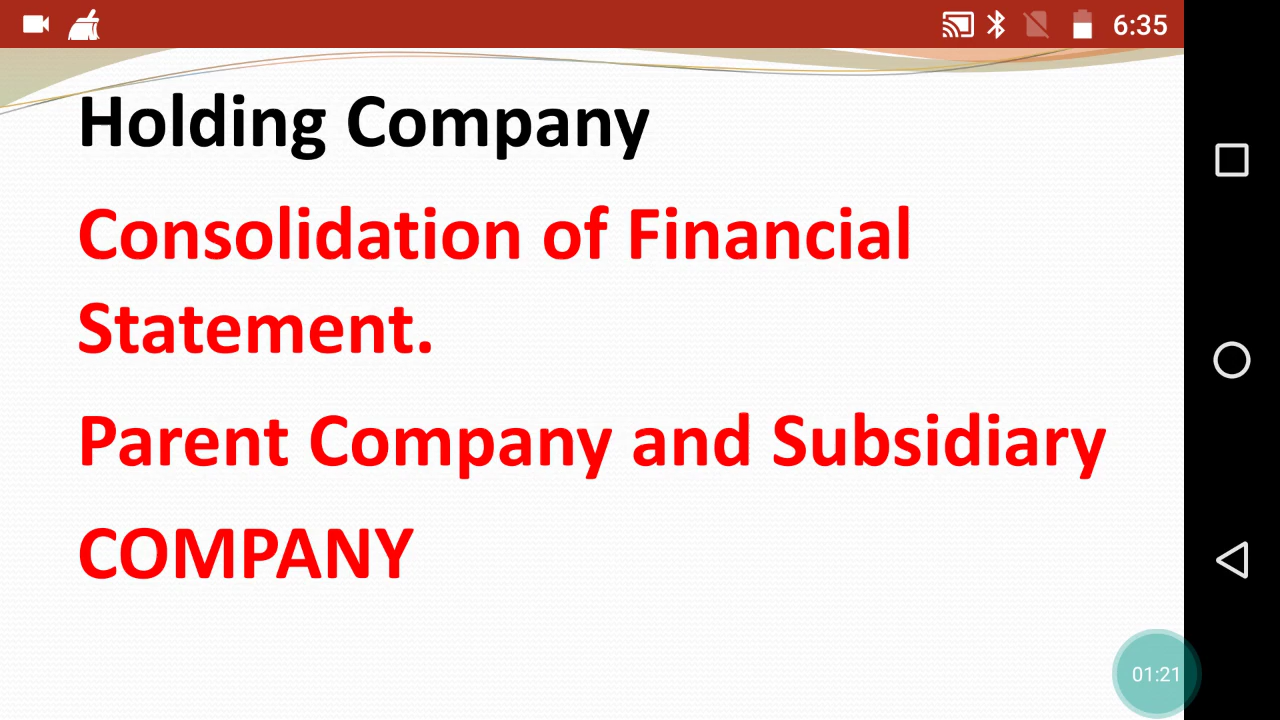 6:35
Holding Company
Consolidation of Financial
Statement.
Parent Company and Subsidiary
COMPANY
01:21